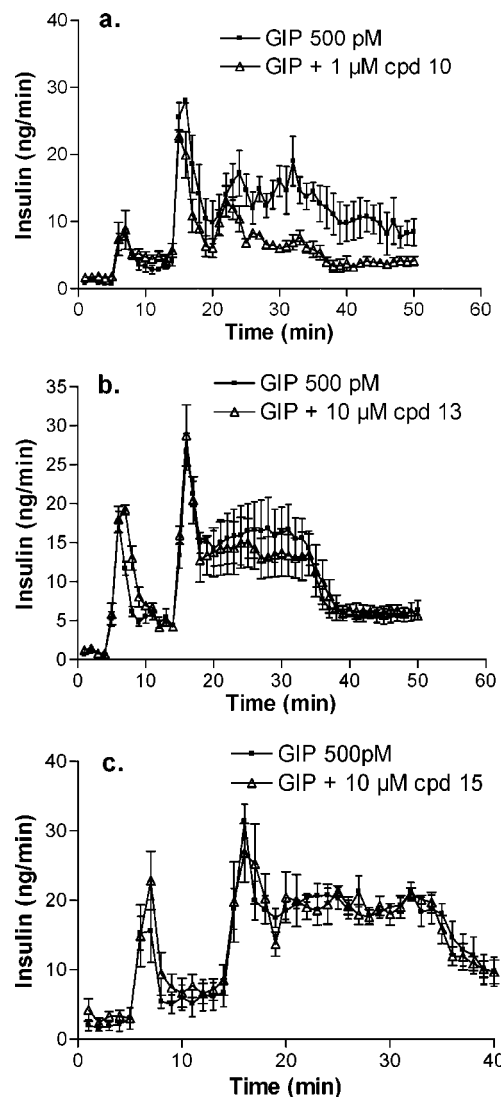 a.
GIP 500 pM
GIP + 1 µM cpd 10
Insulin (ng/min)
40
30
20
10
0
0 10 20 30 40 50 60
Time (min)
b.
GIP 500 pM
GIP + 10 µM cpd 13
Insulin (ng/min)
35
30
25
20
15
10
5
0
0 10 20 30 40 50 60
Time (min)
c.
GIP 500pM
GIP + 10 µM cpd 15
Insulin (ng/min)
40
30
20
10
0
0 10 20 30 40
Time (min)